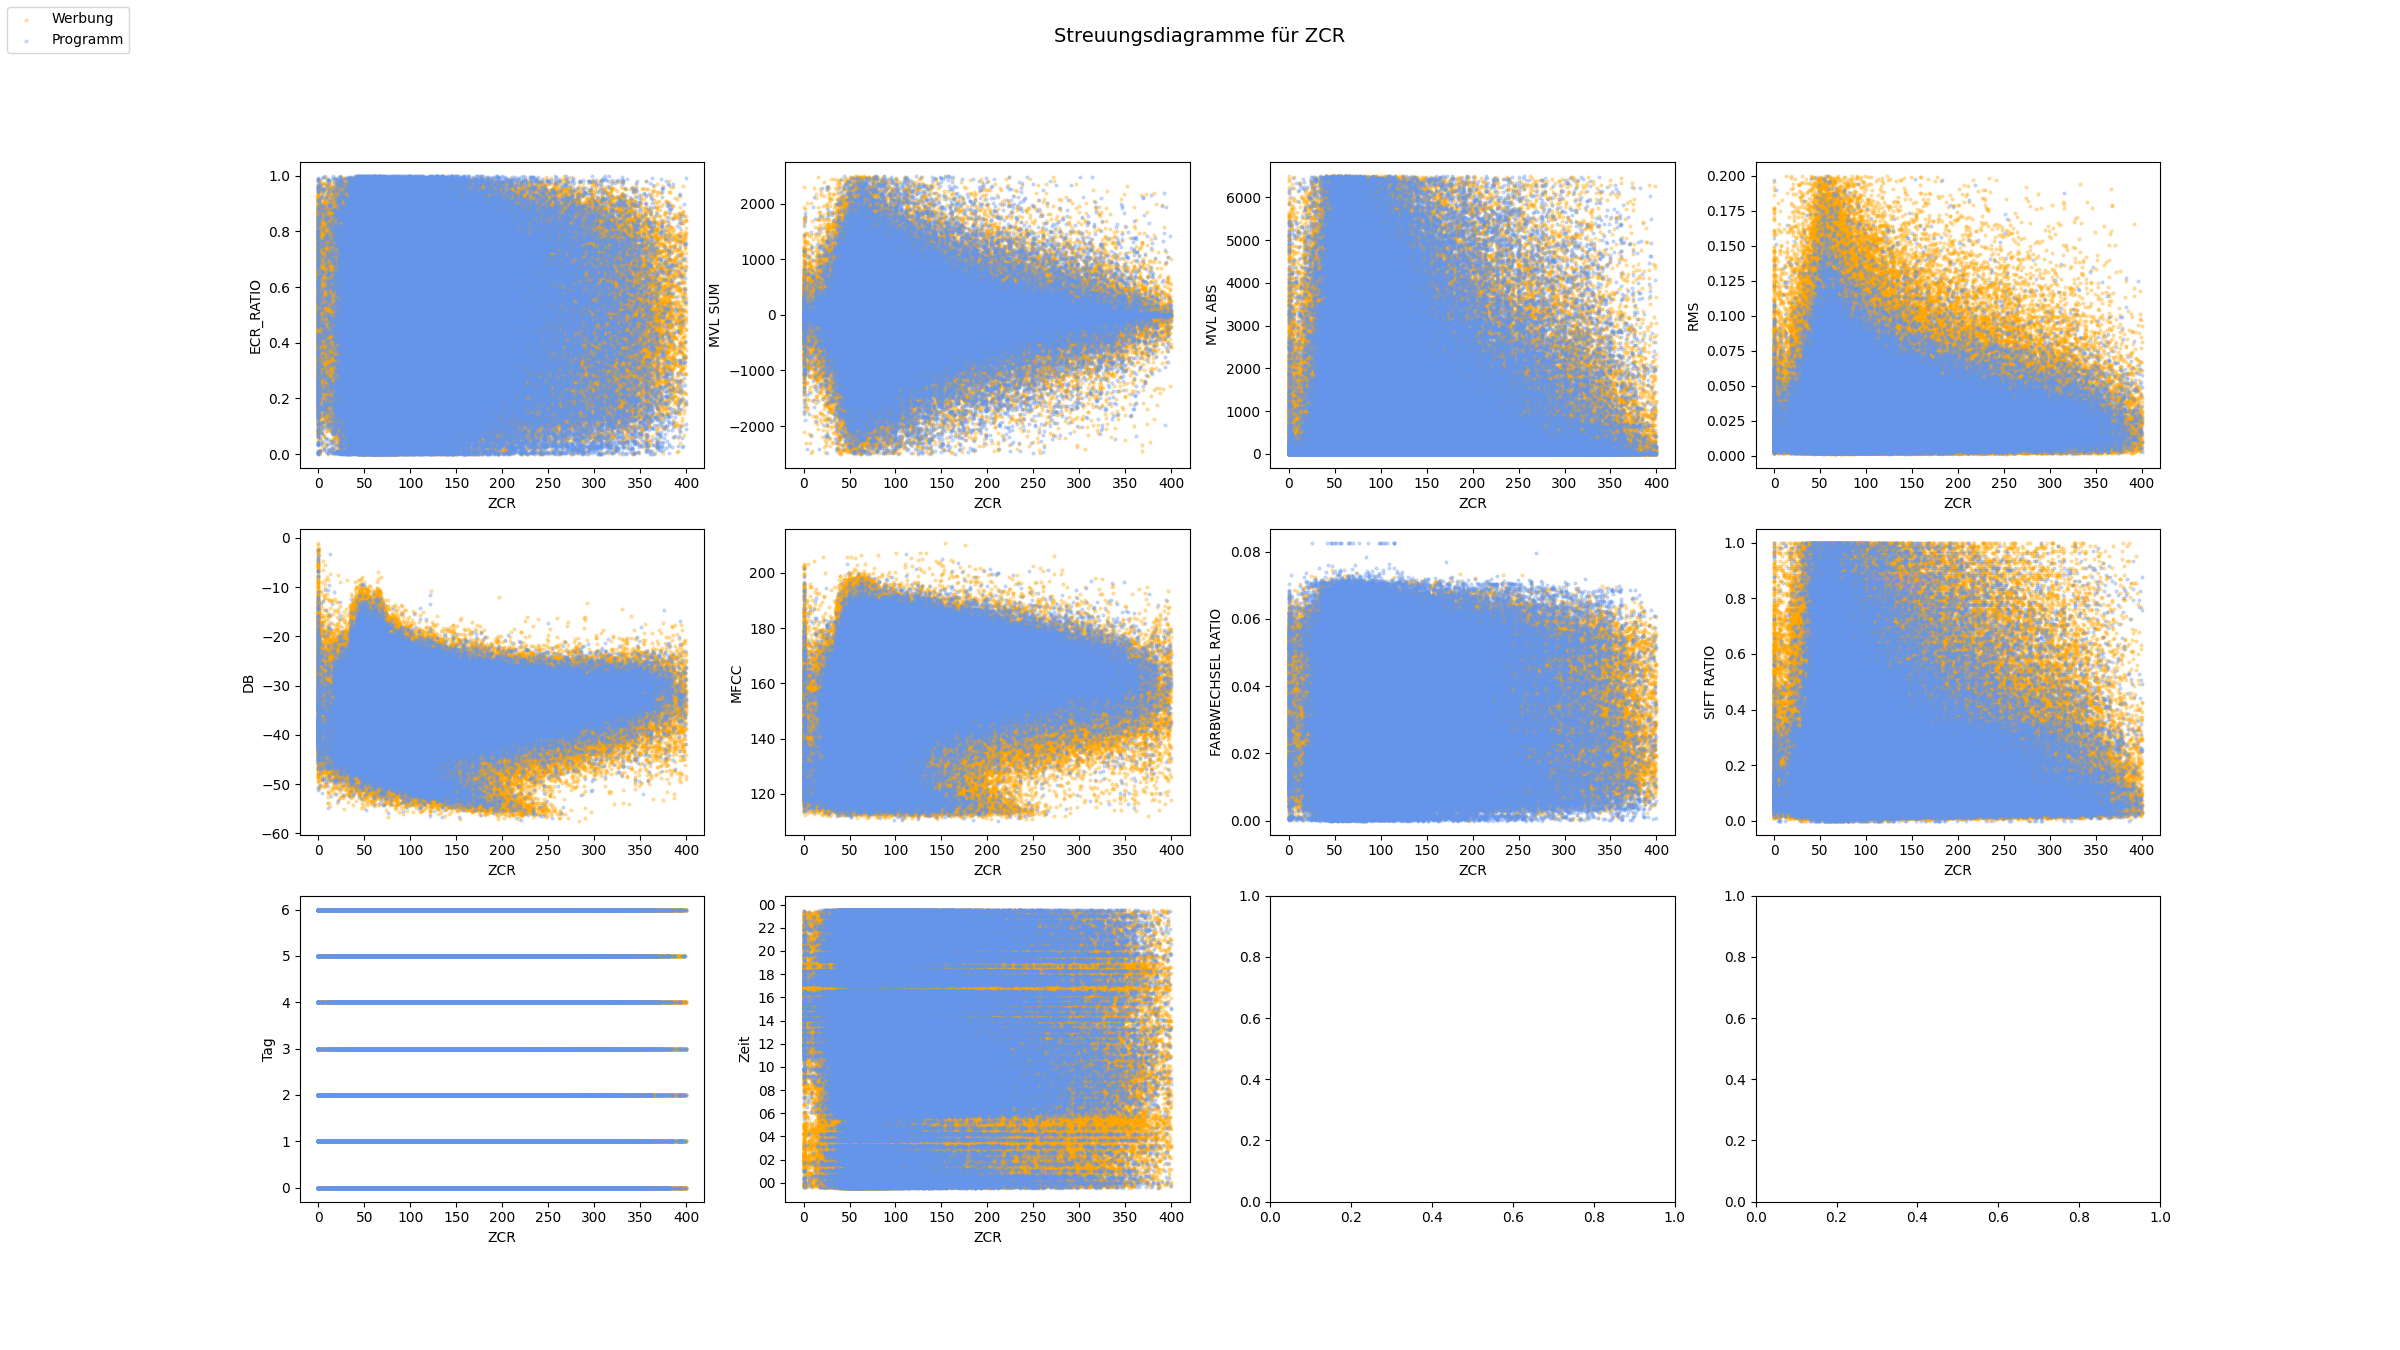 Werbung
Programm
Streuungsdiagramme für ZCR
1.0
0.8
0.6
0.4
0.2
0.0
ECR_RATIO
0 50 100 150 200 250 300 350 400
ZCR
2000
1000
0
−1000
−2000
MVL SUM
0 50 100 150 200 250 300 350 400
ZCR
6000
5000
4000
3000
2000
1000
0
MVL ABS
0 50 100 150 200 250 300 350 400
ZCR
0.200
0.175
0.150
0.125
0.100
0.075
0.050
0.025
0.000
RMS
0 50 100 150 200 250 300 350 400
ZCR
0
−10
−20
−30
−40
−50
−60
DB
0 50 100 150 200 250 300 350 400
ZCR
200
180
160
140
120
MFCC
0 50 100 150 200 250 300 350 400
ZCR
0.08
0.06
0.04
0.02
0.00
FARBWECHSEL RATIO
0 50 100 150 200 250 300 350 400
ZCR
1.0
0.8
0.6
0.4
0.2
0.0
SIFT RATIO
0 50 100 150 200 250 300 350 400
ZCR
6
5
4
3
2
1
0
Tag
0 50 100 150 200 250 300 350 400
ZCR
00
22
20
18
16
14
12
10
08
06
04
02
00
Zeit
0 50 100 150 200 250 300 350 400
ZCR
1.0
0.8
0.6
0.4
0.2
0.0
0.0 0.2 0.4 0.6 0.8 1.0
1.0
0.8
0.6
0.4
0.2
0.0
0.0 0.2 0.4 0.6 0.8 1.0